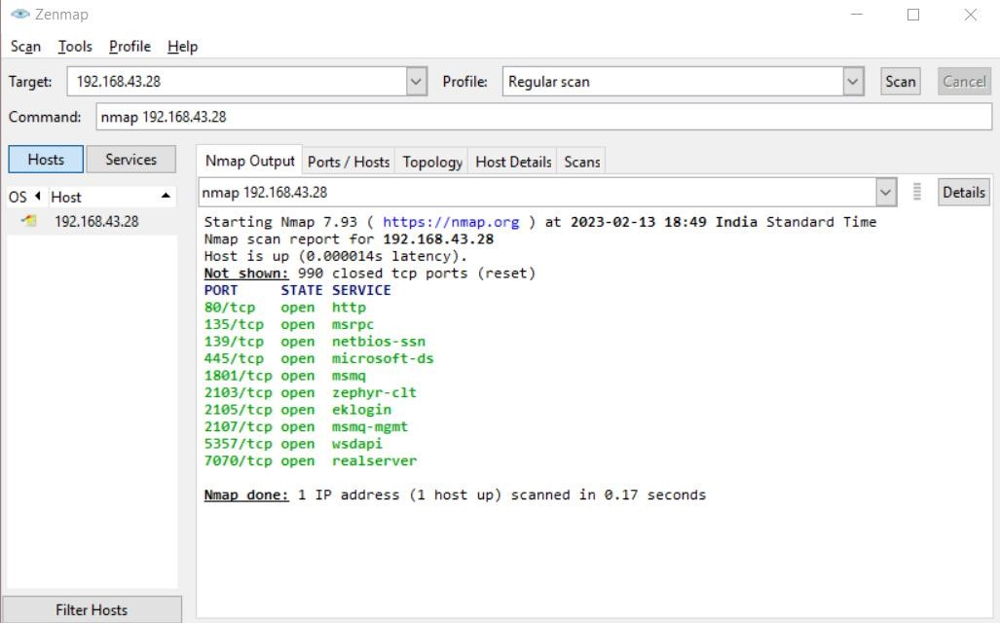 Zenmap
Scan Tools Profile Help
Target: 192.168.43.28 Profile: Regular scan Scan Cancel
Command: nmap 192.168.43.28
Hosts Services
Nmap Output Ports / Hosts Topology Host Details Scans
OS Host
192.168.43.28
nmap 192.168.43.28 Details
Starting Nmap 7.93 ( https://nmap.org ) at 2023-02-13 18:49 India Standard Time
Nmap scan report for 192.168.43.28
Host is up (0.000014s latency).
Not shown: 990 closed tcp ports (reset)
PORT STATE SERVICE
80/tcp open http
135/tcp open msrpc
139/tcp open netbios-ssn
445/tcp open microsoft-ds
1801/tcp open msmq
2103/tcp open zephyr-clt
2105/tcp open eklogin
2107/tcp open msmq-mgmt
5357/tcp open wsdapi
7070/tcp open realserver
Nmap done: 1 IP address (1 host up) scanned in 0.17 seconds
Filter Hosts